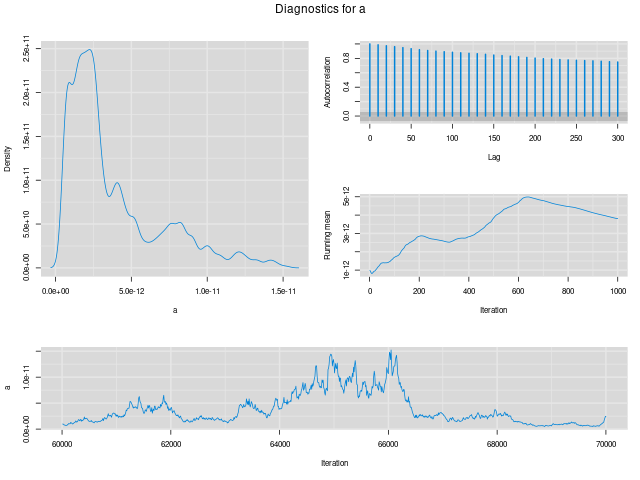 Diagnostics for a
Density
0.0e+00 5.0e+10 1.0e+11 1.5e+11 2.0e+11 2.5e+11
0.0e+00 5.0e-12 1.0e-11 1.5e-11
a
Autocorrelation
0.0 0.4 0.8
0 50 100 150 200 250 300
Lag
Running mean
1e-12 3e-12 5e-12
0 200 400 600 800 1000
Iteration
a
0.0e+00 1.0e-11
60000 62000 64000 66000 68000 70000
Iteration